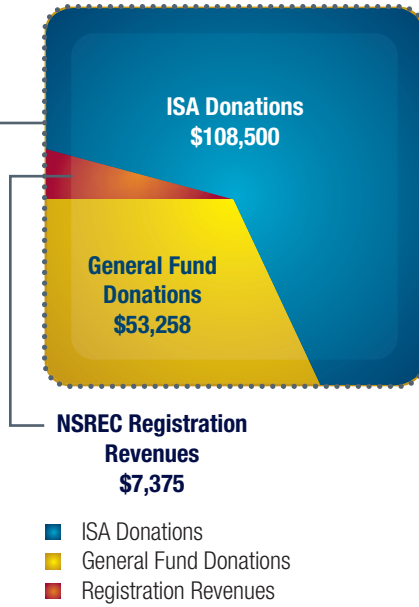 ISA Donations
$108,500
General Fund
Donations
$53,258
NSREC Registration
Revenues
$7,375
ISA Donations
General Fund Donations
Registration Revenues